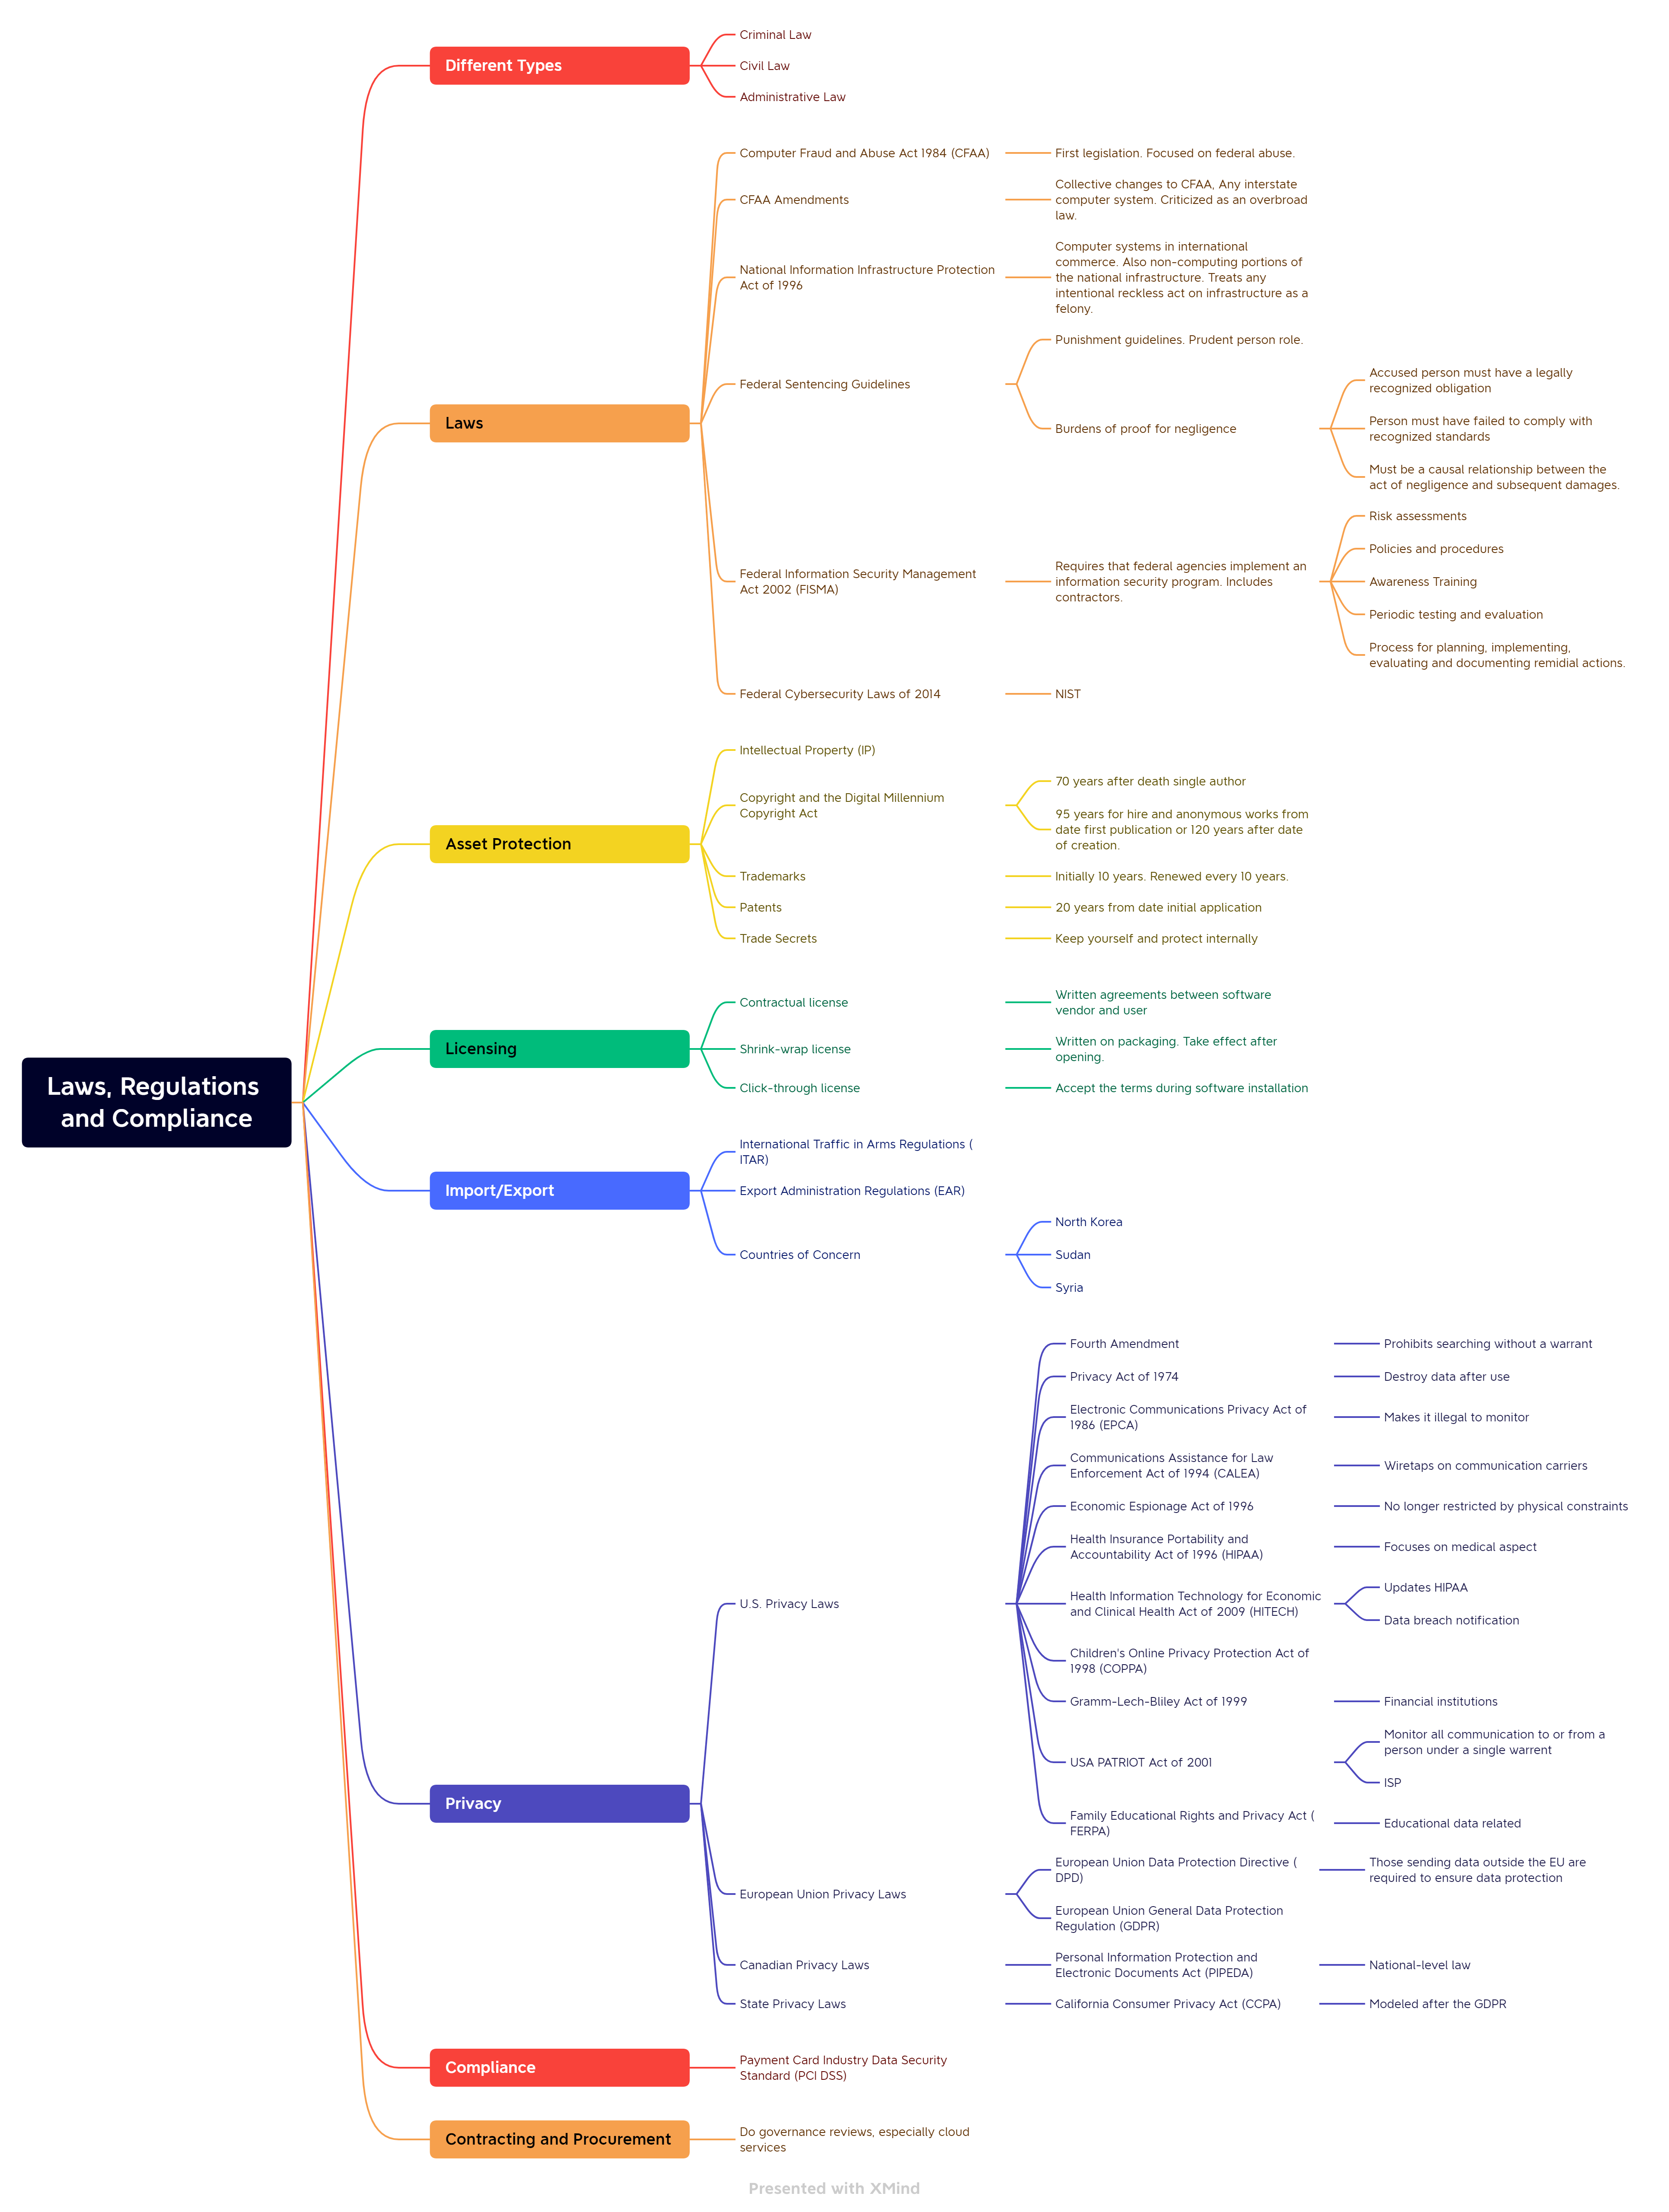 Laws, Regulations
and Compliance
Different Types
Criminal Law
Civil Law
Administrative Law
Laws
Computer Fraud and Abuse Act 1984 (CFAA)
First legislation. Focused on federal abuse.
CFAA Amendments
Collective changes to CFAA, Any interstate
computer system. Criticized as an overbroad
law.
National Information Infrastructure Protection
Act of 1996
Computer systems in international
commerce. Also non-computing portions of
the national infrastructure. Treats any
intentional reckless act on infrastructure as a
felony.
Federal Sentencing Guidelines
Punishment guidelines. Prudent person role.
Burdens of proof for negligence
Accused person must have a legally
recognized obligation
Person must have failed to comply with
recognized standards
Must be a causal relationship between the
act of negligence and subsequent damages.
Federal Information Security Management
Act 2002 (FISMA)
Requires that federal agencies implement an
information security program. Includes
contractors.
Risk assessments
Policies and procedures
Awareness Training
Periodic testing and evaluation
Process for planning, implementing,
evaluating and documenting remidial actions.
Federal Cybersecurity Laws of 2014
NIST
Asset Protection
Intellectual Property (IP)
Copyright and the Digital Millennium
Copyright Act
70 years after death single author
95 years for hire and anonymous works from
date first publication or 120 years after date
of creation.
Trademarks
Initially 10 years. Renewed every 10 years.
Patents
20 years from date initial application
Trade Secrets
Keep yourself and protect internally
Licensing
Contractual license
Written agreements between software
vendor and user
Shrink-wrap license
Written on packaging. Take effect after
opening.
Click-through license
Accept the terms during software installation
Import/Export
International Traffic in Arms Regulations (
ITAR)
Export Administration Regulations (EAR)
Countries of Concern
North Korea
Sudan
Syria
Privacy
U.S. Privacy Laws
Fourth Amendment
Prohibits searching without a warrant
Privacy Act of 1974
Destroy data after use
Electronic Communications Privacy Act of
1986 (EPCA)
Makes it illegal to monitor
Communications Assistance for Law
Enforcement Act of 1994 (CALEA)
Wiretaps on communication carriers
Economic Espionage Act of 1996
No longer restricted by physical constraints
Health Insurance Portability and
Accountability Act of 1996 (HIPAA)
Focuses on medical aspect
Health Information Technology for Economic
and Clinical Health Act of 2009 (HITECH)
Updates HIPAA
Data breach notification
Children's Online Privacy Protection Act of
1998 (COPPA)
Gramm-Lech-Bliley Act of 1999
Financial institutions
USA PATRIOT Act of 2001
Monitor all communication to or from a
person under a single warrent
ISP
Family Educational Rights and Privacy Act (
FERPA)
Educational data related
European Union Privacy Laws
European Union Data Protection Directive (
DPD)
Those sending data outside the EU are
required to ensure data protection
European Union General Data Protection
Regulation (GDPR)
Canadian Privacy Laws
Personal Information Protection and
Electronic Documents Act (PIPEDA)
National-level law
State Privacy Laws
California Consumer Privacy Act (CCPA)
Modeled after the GDPR
Compliance
Payment Card Industry Data Security
Standard (PCI DSS)
Contracting and Procurement
Do governance reviews, especially cloud
services
Presented with XMind